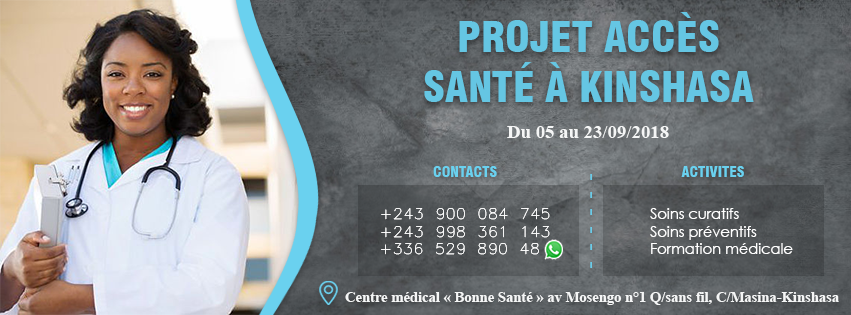 PROJET ACCÈS
SANTÉ À KINSHASA
Du 05 au 23/09/2018
CONTACTS
+243 900 084 745
+243 998 361 143
+336 529 890 48
ACTIVITES
Soins curatifs
Soins préventifs
Formation médicale
Centre médical « Bonne Santé » av Mosengo n°1 Q/sans fil, C/Masina-Kinshasa